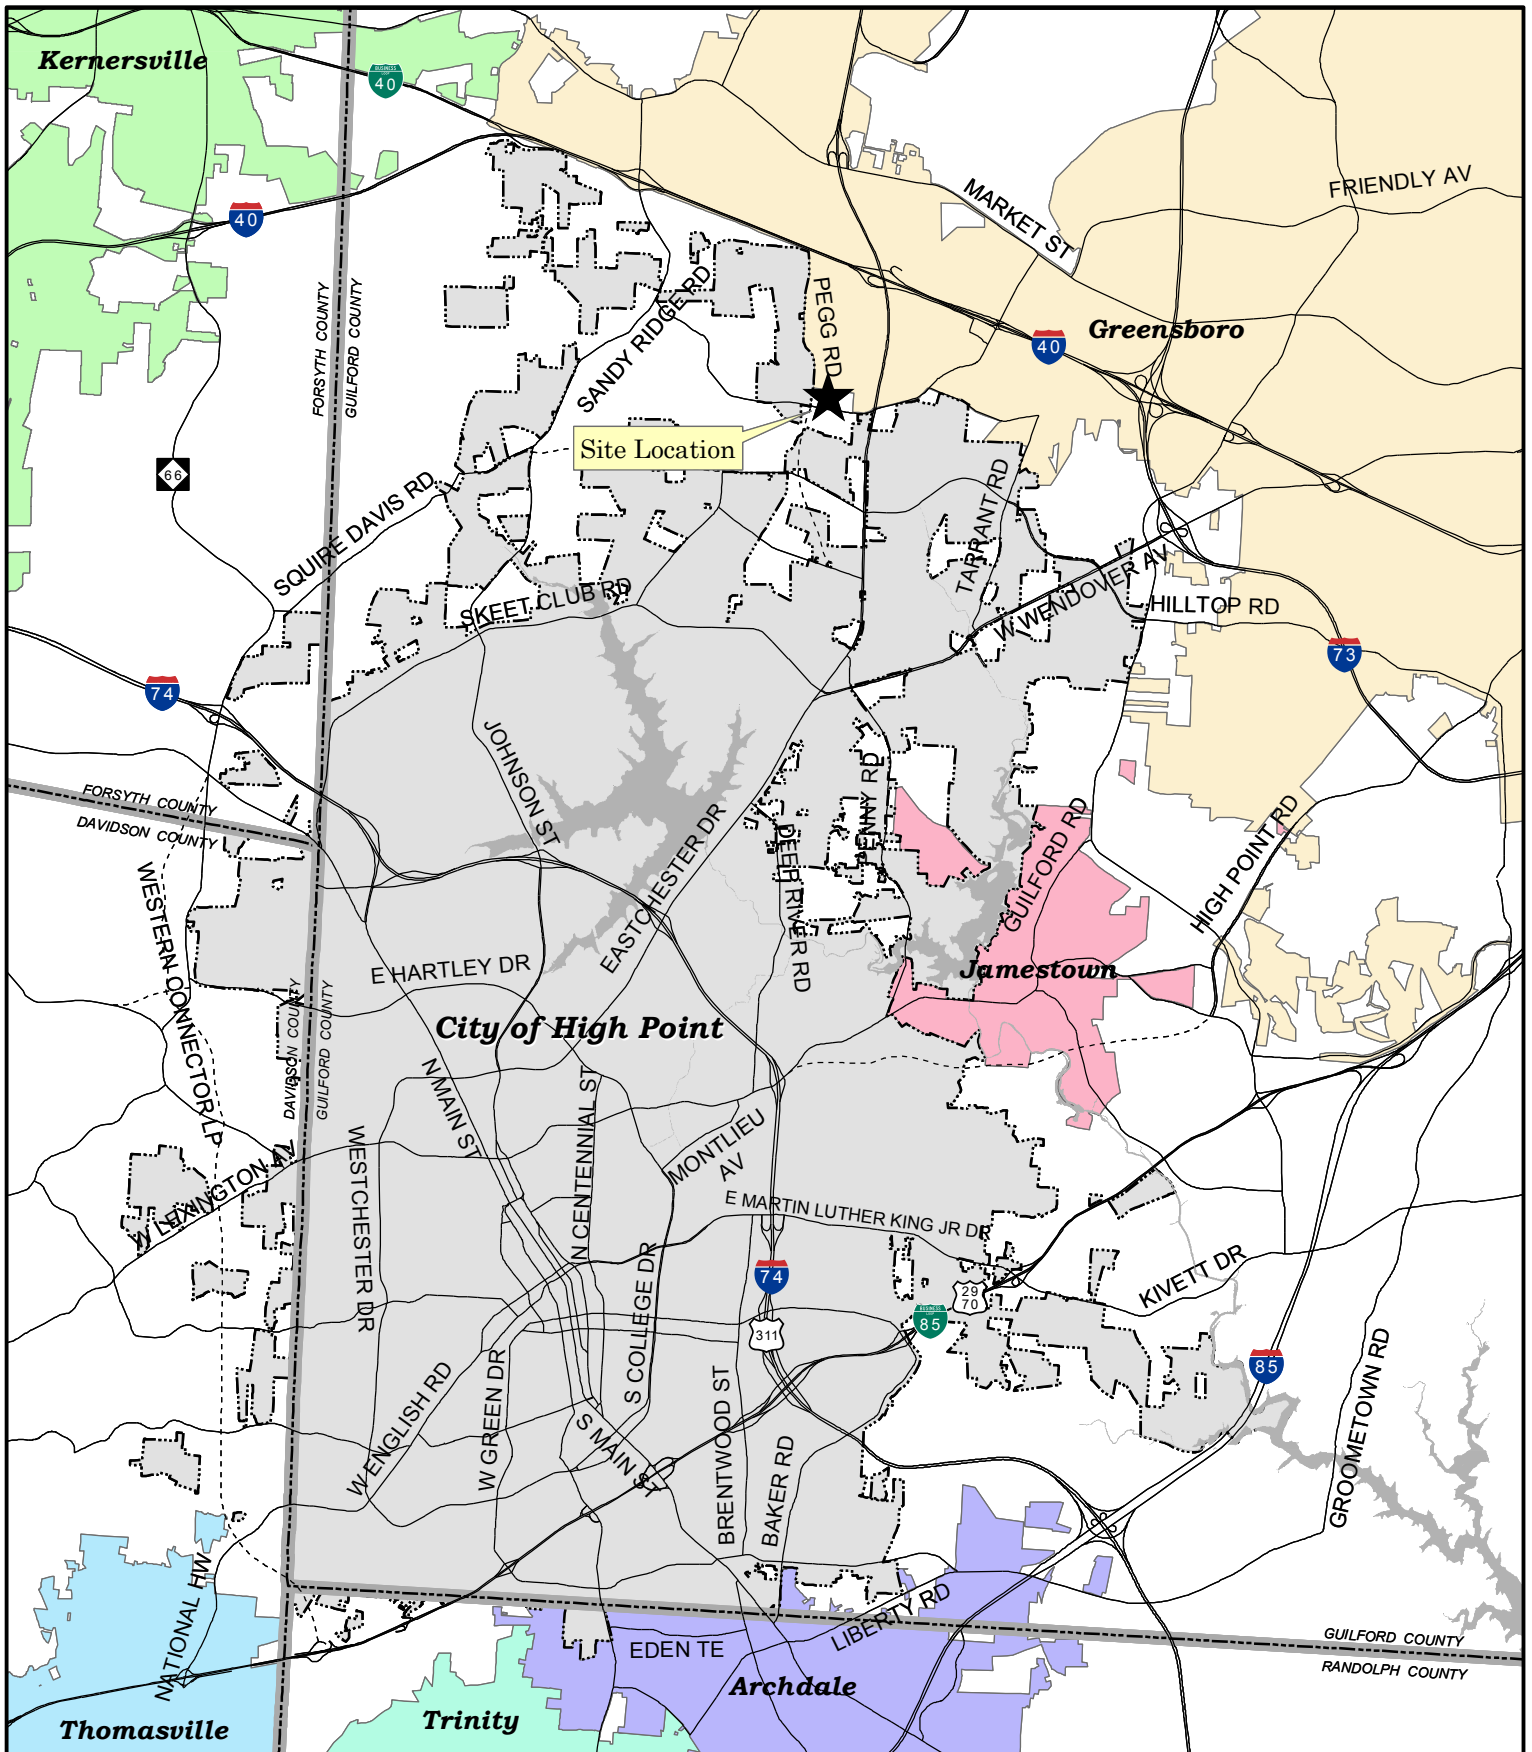 Kernersville
BUSINESS
LOOP
40
FRIENDLY AV
MARKET ST
40
FORSYTH COUNTY
GUILFORD COUNTY
SANDY RIDGE RD
PEGG RD
Greensboro
40
Site Location
66
SQUIRE DAVIS RD
TARRANT RD
SKEET CLUB RD
W WENDOVER AV
HILLTOP RD
73
74
JOHNSON ST
PENNY RD
FORSYTH COUNTY
DAVIDSON COUNTY
EASTCHESTER DR
DEEP RIVER RD
GUILFORD RD
HIGH POINT RD
WESTERN CONNECTOR LP
E HARTLEY DR
Jamestown
DAVIDSON COUNTY
GUILFORD COUNTY
City of High Point
N MAIN ST
N CENTENNIAL ST
MONTLIEU
AV
WESTCHESTER DR
W LEXINGTON AV
E MARTIN LUTHER KING JR DR
S COLLEGE DR
74
29
70
KIVETT DR
BUSINESS
LOOP
85
311
85
W ENGLISH RD
W GREEN DR
S MAIN ST
BRENTWOOD ST
BAKER RD
GROOMETOWN RD
NATIONAL HW
LIBERTY RD
EDEN TE
GUILFORD COUNTY
RANDOLPH COUNTY
Archdale
Trinity
Thomasville